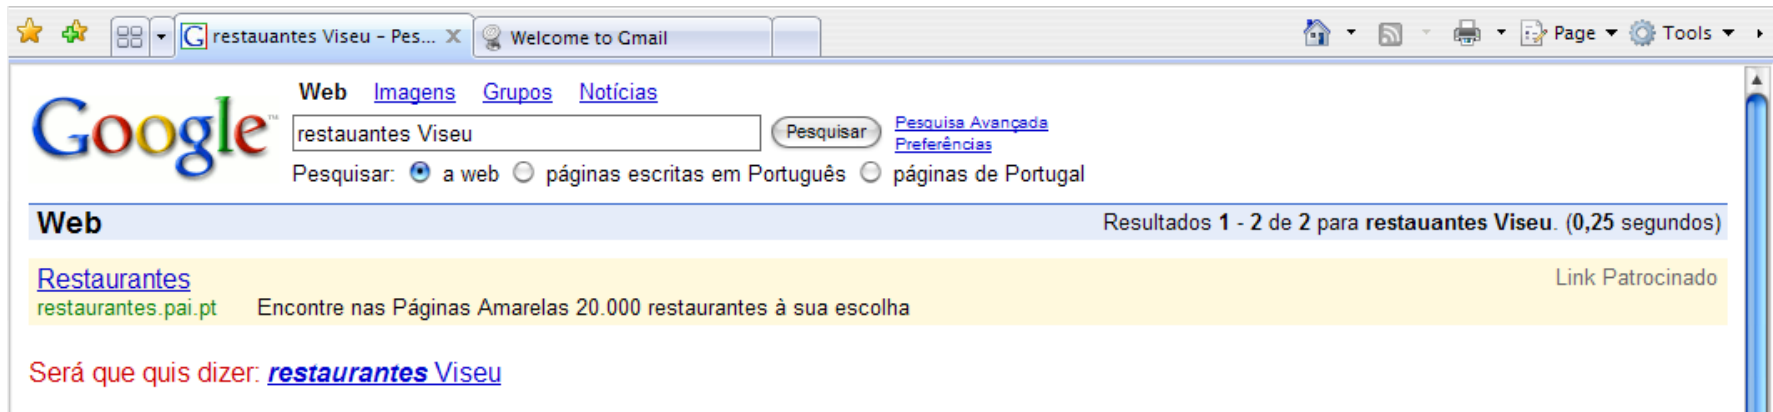 restauantes Viseu - Pes... Welcome to Gmail Page Tools
Google™
Web Imagens Grupos Notícias
restauantes Viseu Pesquisar Pesquisa Avançada
Preferências
Pesquisar: a web páginas escritas em Português páginas de Portugal
Web Resultados 1 - 2 de 2 para restauantes Viseu. (0,25 segundos)
Restaurantes Link Patrocinado
restaurantes.pai.pt Encontre nas Páginas Amarelas 20.000 restaurantes à sua escolha
Será que quis dizer: restaurantes Viseu